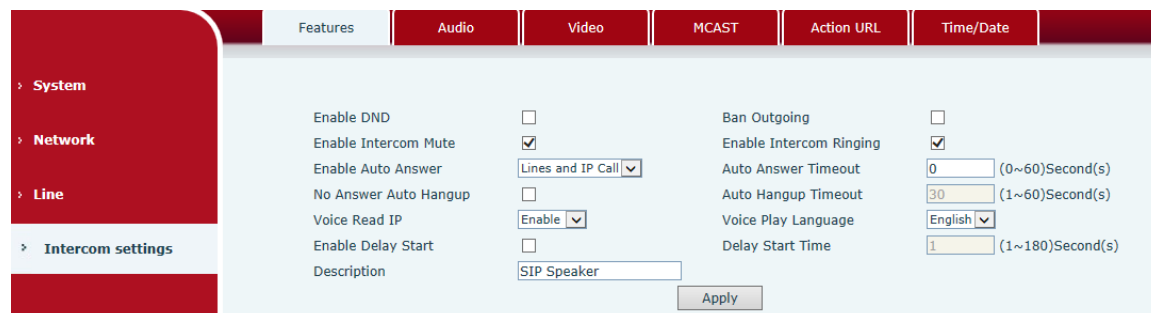 Features Audio Video MCAST Action URL Time/Date
› System
Enable DND Ban Outgoing
› Network
Enable Intercom Mute Enable Intercom Ringing
Enable Auto Answer Lines and IP Call Auto Answer Timeout 0 (0~60)Second(s)
› Line
No Answer Auto Hangup Auto Hangup Timeout 30 (1~60)Second(s)
Voice Read IP Enable Voice Play Language English
› Intercom settings
Enable Delay Start Delay Start Time 1 (1~180)Second(s)
Description SIP Speaker
Apply